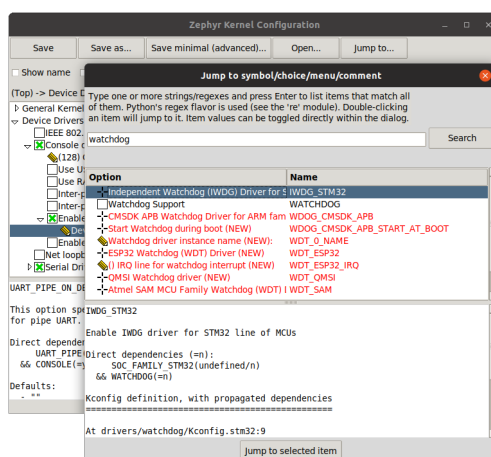 Zephyr Kernel Configuration
Save
Save as...
Save minimal (advanced)...
Open...
Jump to...
Show name
(Top) -> Device D
General Kernel
Device Drivers
IEEE 802.
Console d
(128)
Use U
Use R
Inter-p
Inter-p
Enable
Dev
Enable
Net loopb
Serial Dri
UART_PIPE_ON_DE
This option spe
for pipe UART.
Direct dependen
UART_PIPE(
&& CONSOLE(=y
Defaults:
- ""
Jump to symbol/choice/menu/comment
Type one or more strings/regexes and press Enter to list items that match all
of them. Python's regex flavor is used (see the 're' module). Double-clicking
an item will jump to it. Item values can be toggled directly within the dialog.
watchdog
Search
Option Name
Independent Watchdog (IWDG) Driver for S IWDG_STM32
Watchdog Support WATCHDOG
CMSDK APB Watchdog Driver for ARM fam WDOG_CMSDK_APB
Start Watchdog during boot (NEW) WDOG_CMSDK_APB_START_AT_BOOT
Watchdog driver instance name (NEW): WDT_0_NAME
ESP32 Watchdog (WDT) Driver (NEW) WDT_ESP32
() IRQ line for watchdog interrupt (NEW) WDT_ESP32_IRQ
QMSI Watchdog driver (NEW) WDT_QMSI
Atmel SAM MCU Family Watchdog (WDT) I WDT_SAM
IWDG_STM32
Enable IWDG driver for STM32 line of MCUs
Direct dependencies (=n):
SOC_FAMILY_STM32(undefined/n)
&& WATCHDOG(=n)
Kconfig definition, with propagated dependencies
================================================
At drivers/watchdog/Kconfig.stm32:9
Jump to selected item